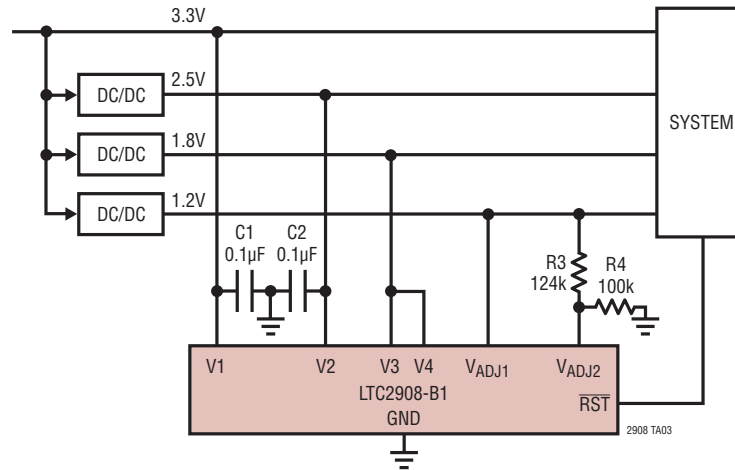 3.3V
DC/DC
2.5V
DC/DC
1.8V
DC/DC
1.2V
SYSTEM
C1
0.1µF
C2
0.1µF
R3
124k
R4
100k
V1
V2
V3
V4
VADJ1
VADJ2
LTC2908-B1
RST
GND
2908 TA03